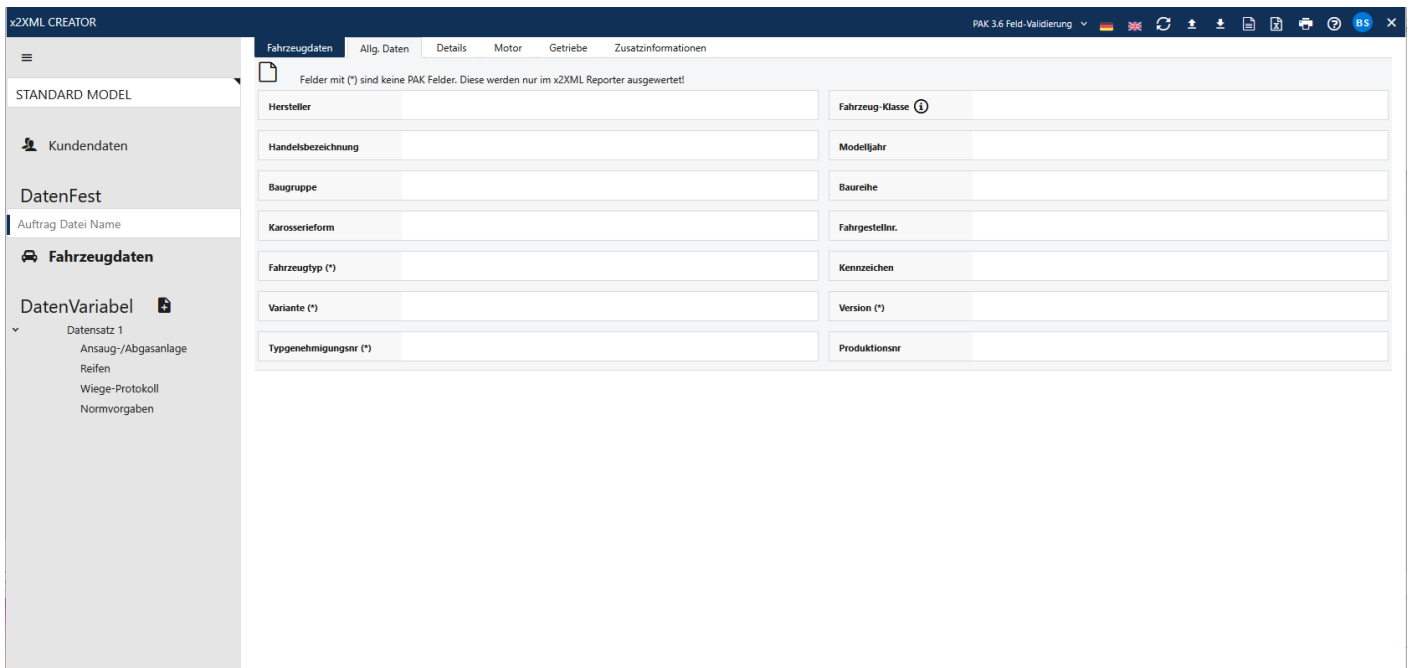 x2XML CREATOR
PAK 3.6 Feld-Validierung
BS
STANDARD MODEL
Kundendaten
DatenFest
Auftrag Datei Name
Fahrzeugdaten
DatenVariabel
Datensatz 1
Ansaug-/Abgasanlage
Reifen
Wiege-Protokoll
Normvorgaben
Fahrzeugdaten Allg. Daten Details Motor Getriebe Zusatzinformationen
Felder mit (*) sind keine PAK Felder. Diese werden nur im x2XML Reporter ausgewertet!
Hersteller Fahrzeug-Klasse
Handelsbezeichnung Modelljahr
Baugruppe Baureihe
Karosserieform Fahrgestellnr.
Fahrzeugtyp (*) Kennzeichen
Variante (*) Version (*)
Typgenehmigungsnr (*) Produktionsnr